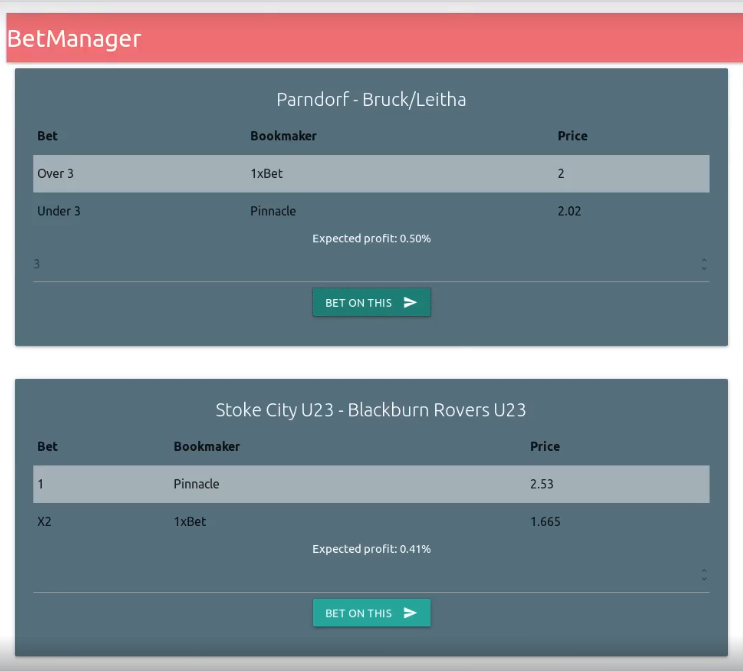 BetManager
Parndorf - Bruck/Leitha
Bet Bookmaker Price
Over 3 1xBet 2
Under 3 Pinnacle 2.02
Expected profit: 0.50%
3
BET ON THIS
Stoke City U23 - Blackburn Rovers U23
Bet Bookmaker Price
1 Pinnacle 2.53
X2 1xBet 1.665
Expected profit: 0.41%
BET ON THIS